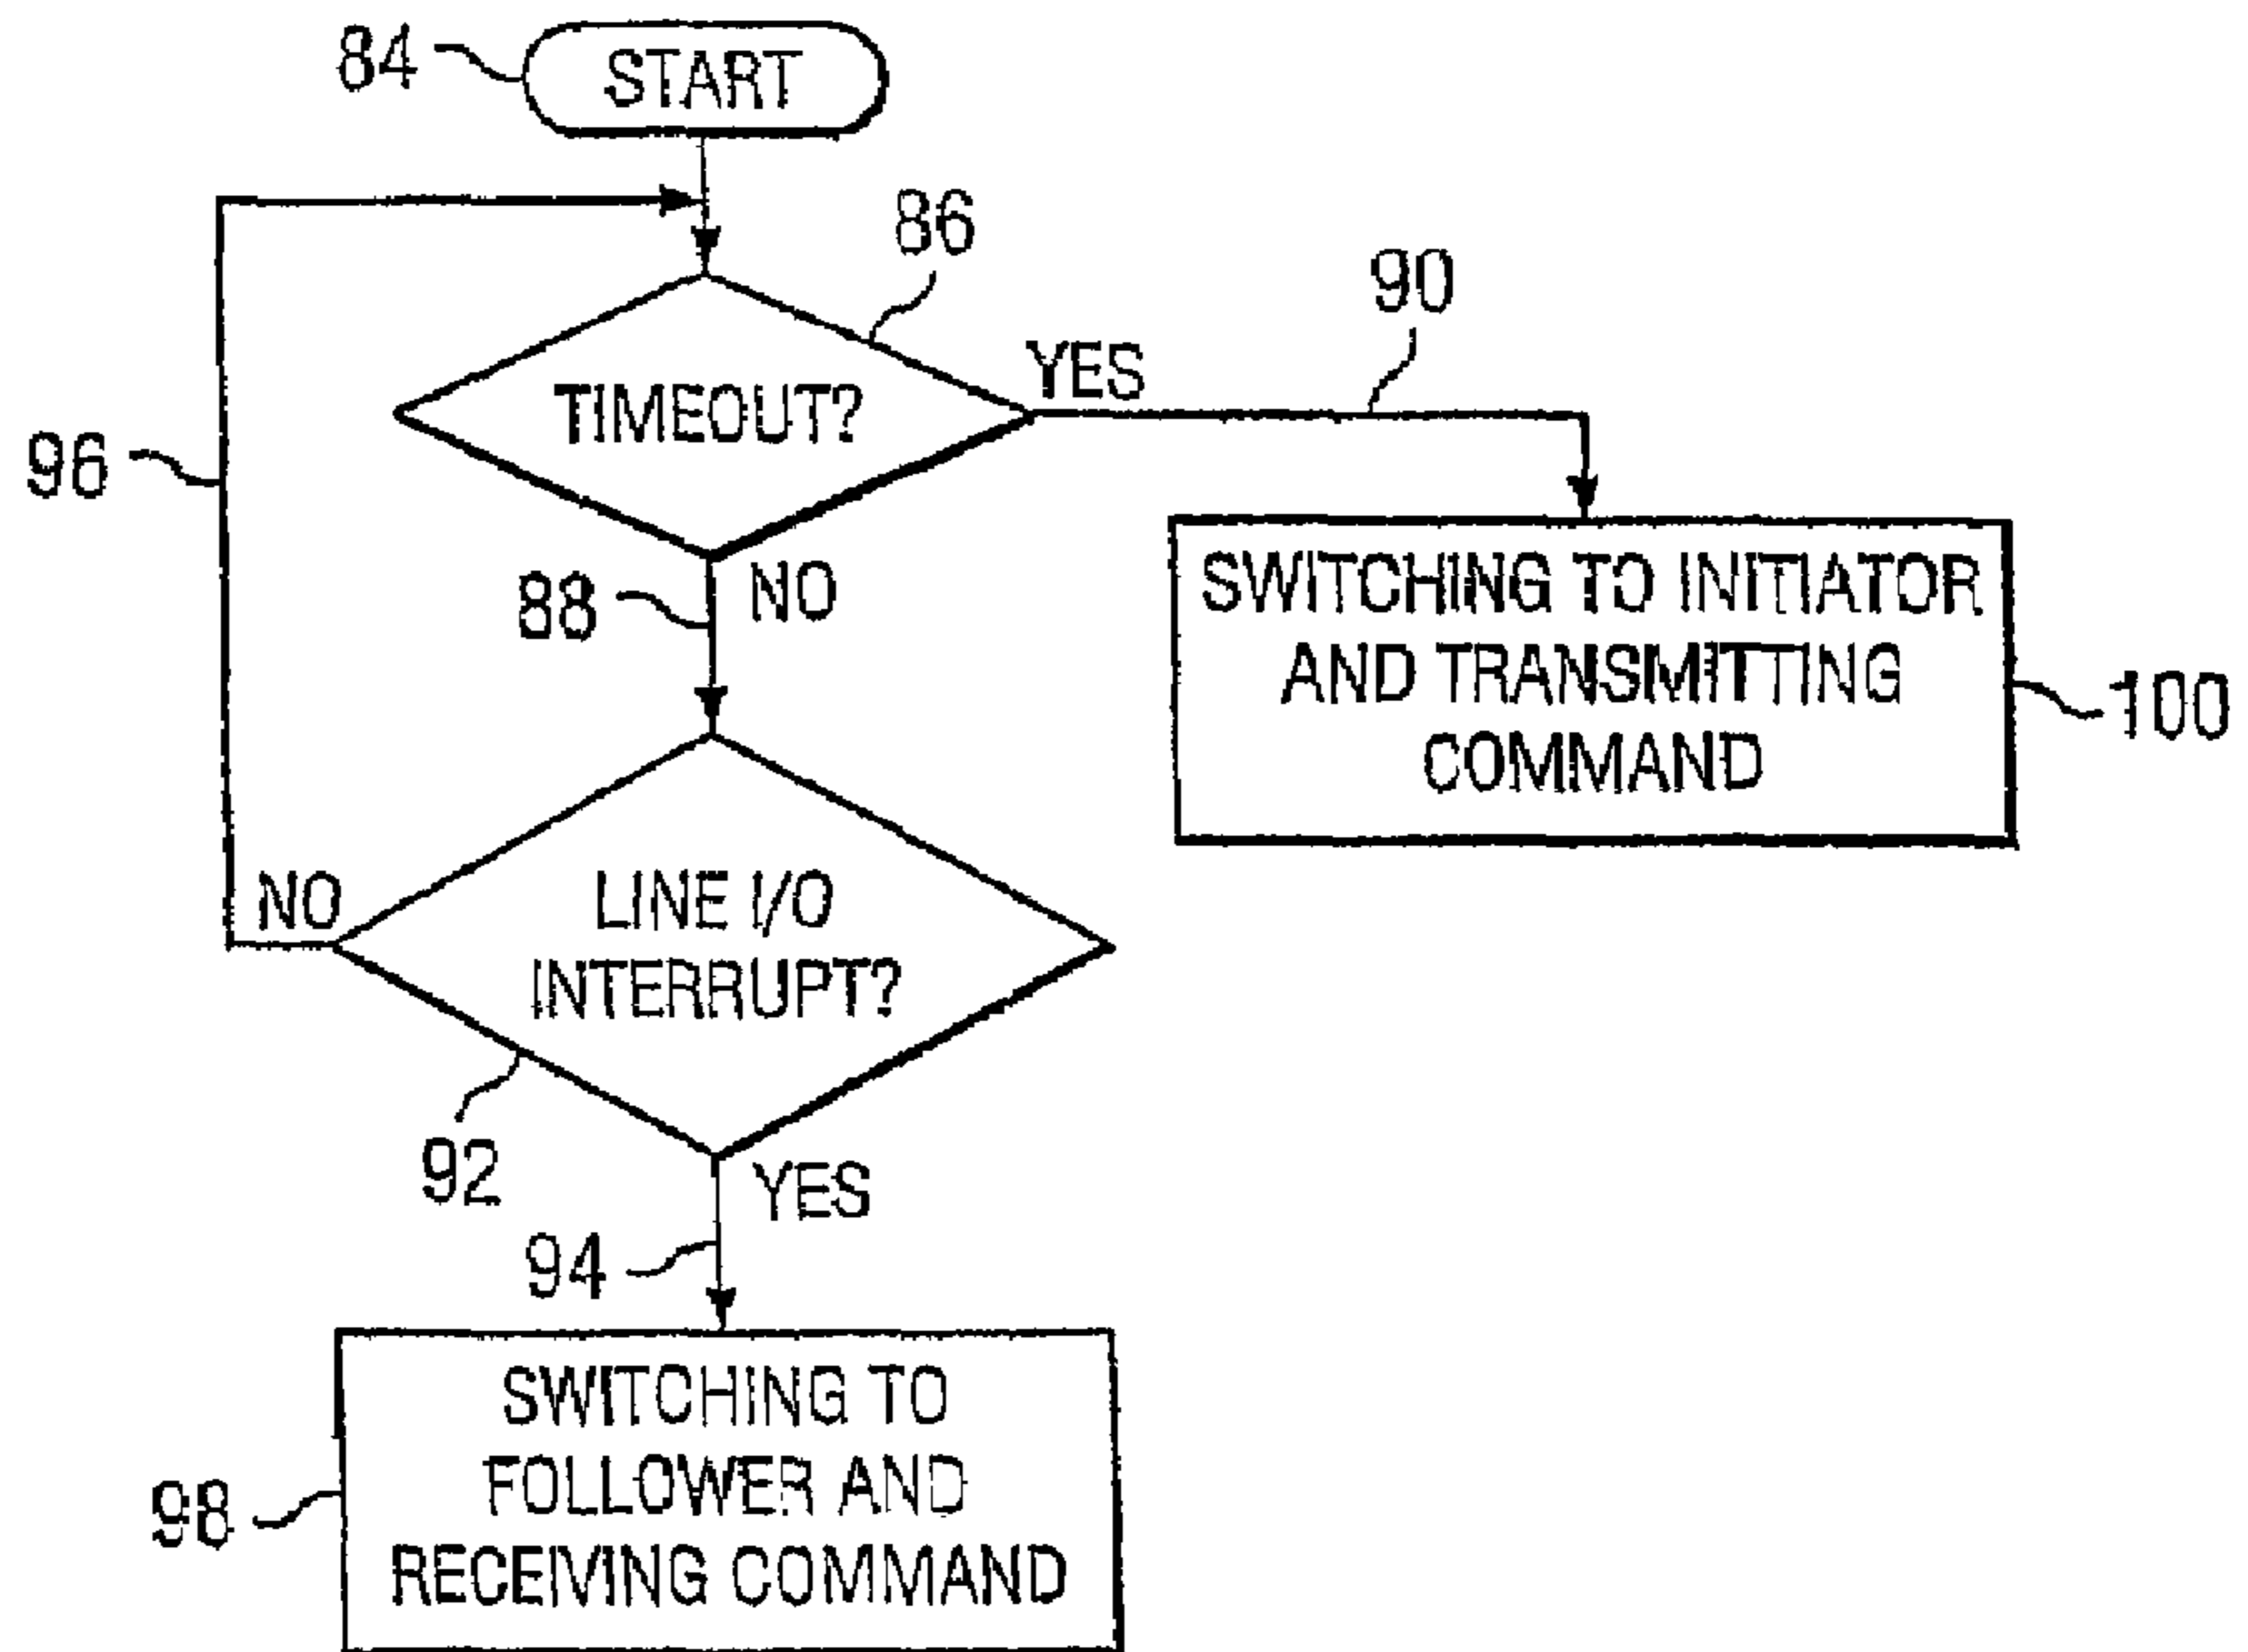 84
START
86
90
TIMEOUT?
YES
96
88
NO
SWITCHING TO INITIATOR
AND TRANSMITTING
COMMAND
100
NO
LINE I/O
INTERRUPT?
92
YES
94
SWITCHING TO
FOLLOWER AND
RECEIVING COMMAND
98